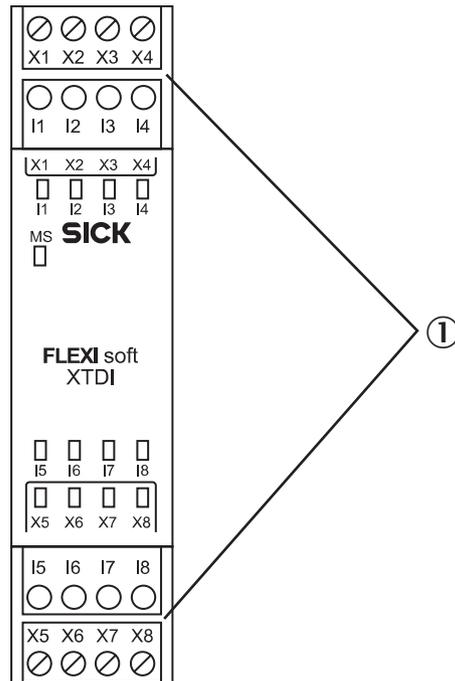 X1 X2 X3 X4
I1 I2 I3 I4
X1 X2 X3 X4
I1 I2 I3 I4
MS SICK
①
FLEXI soft
XTDI
I5 I6 I7 I8
X5 X6 X7 X8
I5 I6 I7 I8
X5 X6 X7 X8